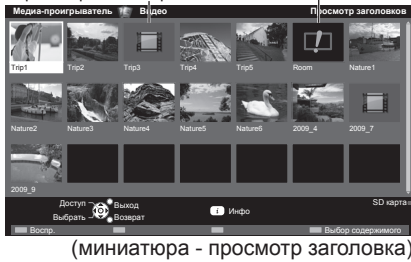 Медиа-проигрыватель Видео Просмотр заголовков
Trip1 Trip2 Trip3 Trip4 Trip5 Room Nature1
Nature2 Nature3 Nature4 Nature5 Nature6 2009_4 2009_7
2009_9
SD карта
Доступ Выход
Выбрать Возврат
i Инфо
Воспр. Выбор содержимого
(миниатюра - просмотр заголовка)